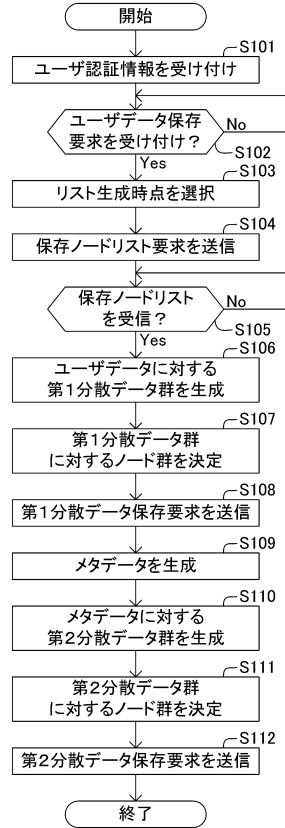 開始
S101
ユーザ認証情報を受け付け
ユーザデータ保存
要求を受け付け？
No
S102
Yes
S103
リスト生成時点を選択
S104
保存ノードリスト要求を送信
保存ノードリスト
を受信？
No
S105
Yes
S106
ユーザデータに対する
第１分散データ群を生成
S107
第１分散データ群
に対するノード群を決定
S108
第１分散データ保存要求を送信
S109
メタデータを生成
S110
メタデータに対する
第２分散データ群を生成
S111
第２分散データ群
に対するノード群を決定
S112
第２分散データ保存要求を送信
終了